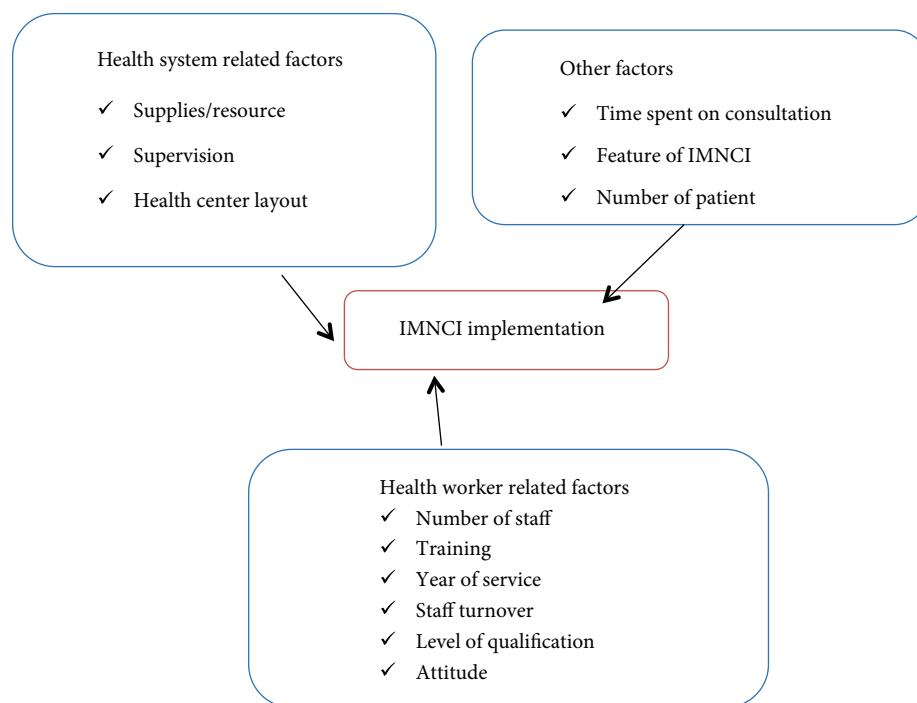 Health system related factors
✓ Supplies/resource
✓ Supervision
✓ Health center layout
Other factors
✓ Time spent on consultation
✓ Feature of IMNCI
✓ Number of patient
IMNCI implementation
Health worker related factors
✓ Number of staff
✓ Training
✓ Year of service
✓ Staff turnover
✓ Level of qualification
✓ Attitude